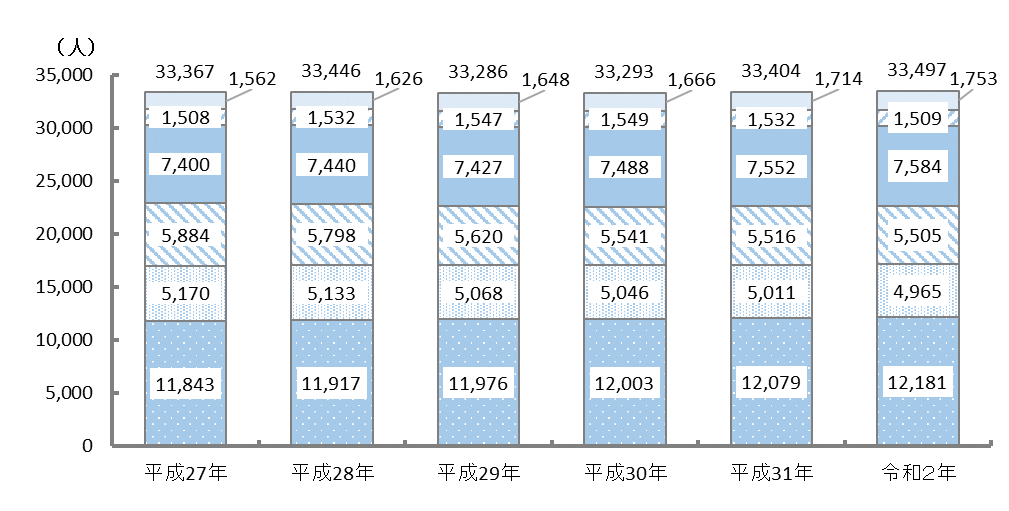 （人）
35,000
30,000
25,000
20,000
15,000
10,000
5,000
0
33,367 33,446 33,286 33,293 33,404 33,497
1,562 1,626 1,648 1,666 1,714 1,753
1,508 1,532 1,547 1,549 1,532 1,509
7,400 7,440 7,427 7,488 7,552 7,584
5,884 5,798 5,620 5,541 5,516 5,505
5,170 5,133 5,068 5,046 5,011 4,965
11,843 11,917 11,976 12,003 12,079 12,181
平成27年 平成28年 平成29年 平成30年 平成31年 令和２年